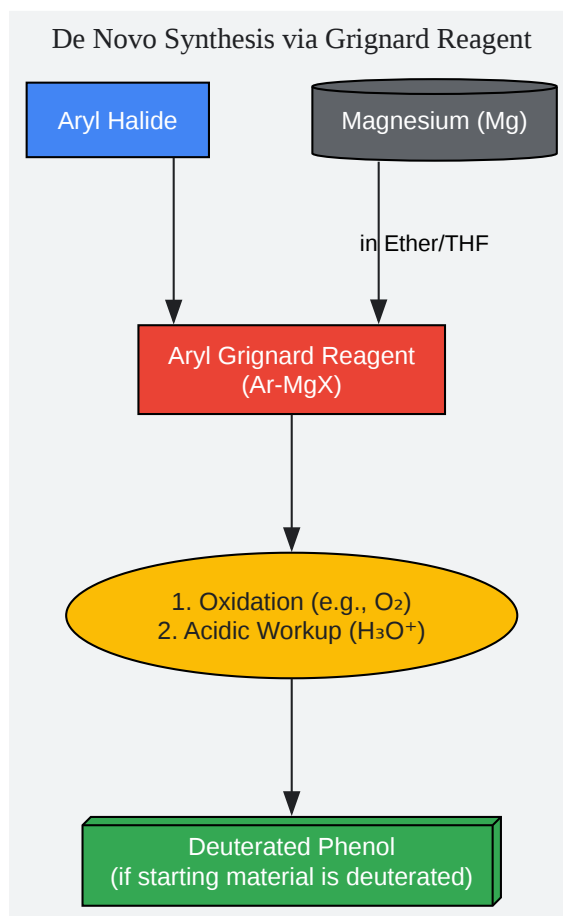 De Novo Synthesis via Grignard Reagent
Aryl Halide
Magnesium (Mg)
in Ether/THF
Aryl Grignard Reagent
(Ar-MgX)
1. Oxidation (e.g., O₂)
2. Acidic Workup (H₃O⁺)
Deuterated Phenol
(if starting material is deuterated)